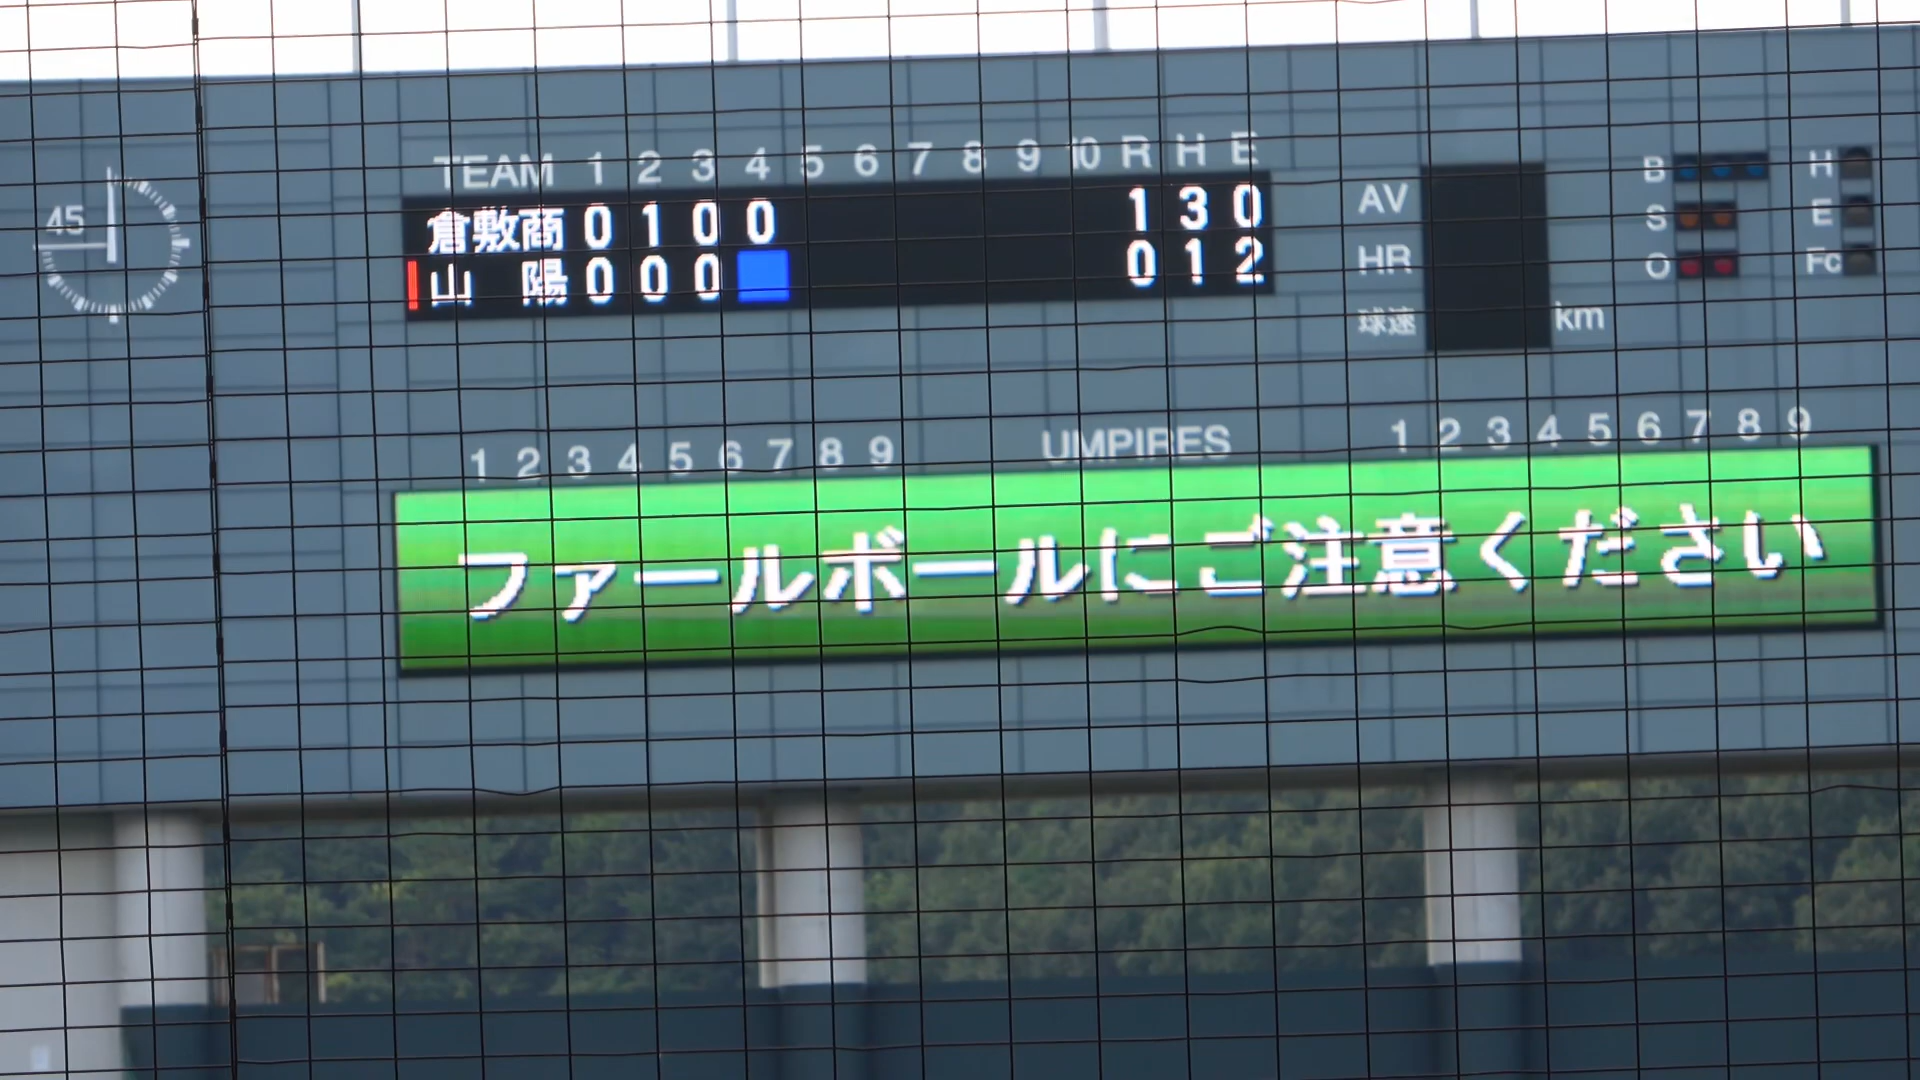 45
TEAM 1 2 3 4 5 6 7 8 9 10 R H E
倉敷商 0 1 0 0 1 3 0
山 陽 0 0 0 0 1 2
AV
HR
球速 km
B
S
O
H
E
Fc
1 2 3 4 5 6 7 8 9 UMPIRES 1 2 3 4 5 6 7 8 9
ファールボールにご注意ください